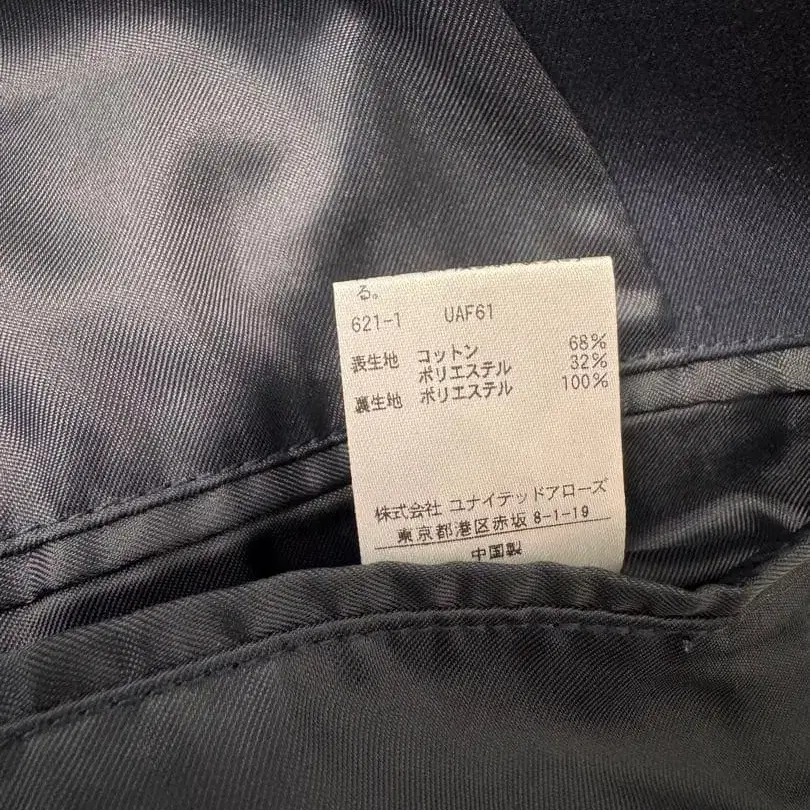 る。
621-1 UAF61
表生地 コットン 68%
ポリエステル 32%
裏生地 ポリエステル 100%
株式会社 ユナイテッドアローズ
東京都港区赤坂 8-1-19
中国製